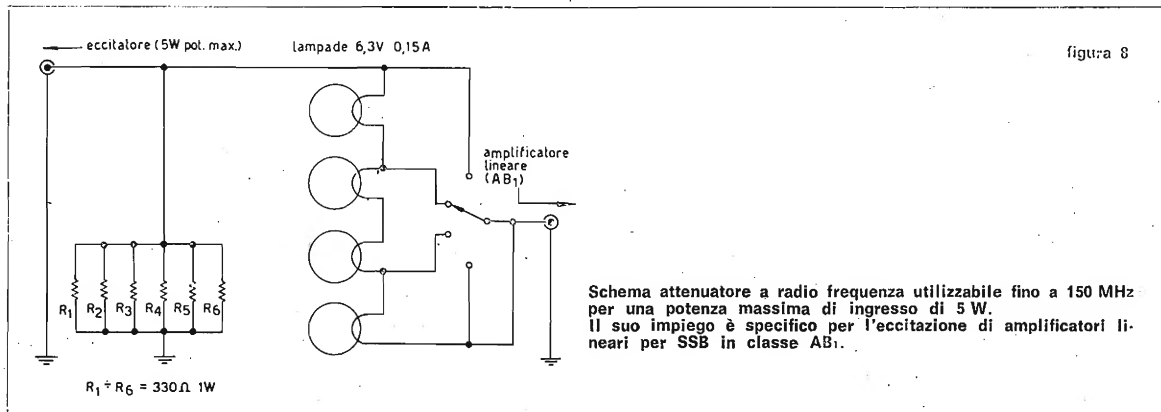 eccitatore (5W pot. max.)
lampade 6,3V 0,15A
figura 8
amplificatore
lineare
(AB₁)
R₁ R₂ R₃ R₄ R₅ R₆
R₁ ÷ R₆ = 330Ω 1W
Schema attenuatore a radio frequenza utilizzabile fino a 150 MHz
per una potenza massima di ingresso di 5 W.
Il suo impiego è specifico per l'eccitazione di amplificatori li-
neari per SSB in classe AB₁.